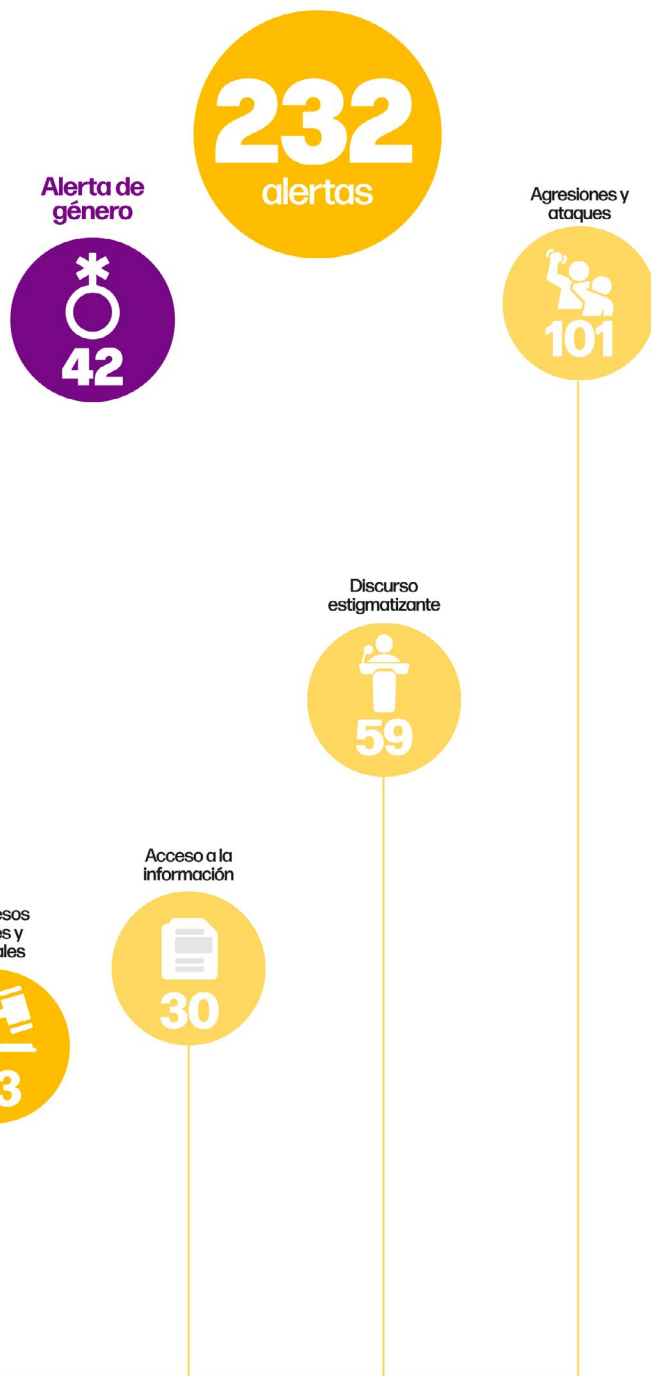 232
alertas
Alerta de
género
42
Agresiones y
ataques
101
Discurso
estigmatizante
59
Acceso a la
información
30